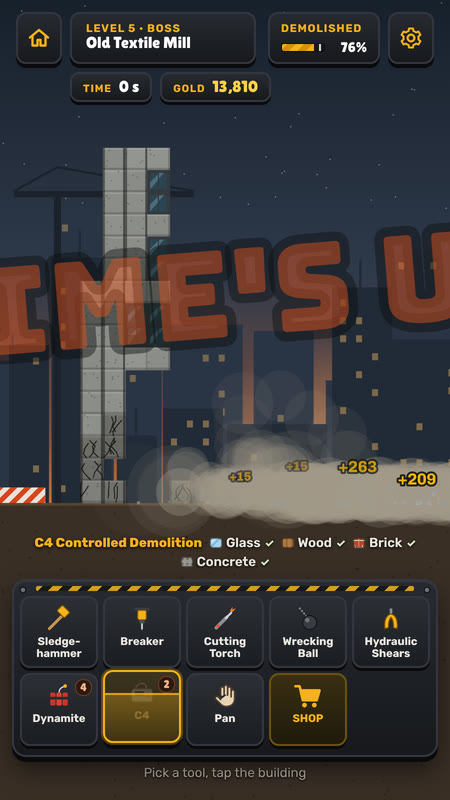 LEVEL 5 • BOSS
Old Textile Mill
DEMOLISHED
76%
TIME 0 s
GOLD 13,810
IME'S U
+15
+15
+263
+209
C4 Controlled Demolition Glass ✓ Wood ✓ Brick ✓
Concrete ✓
Sledge-
hammer
Breaker
Cutting
Torch
Wrecking
Ball
Hydraulic
Shears
4
Dynamite
2
C4
Pan
SHOP
Pick a tool, tap the building